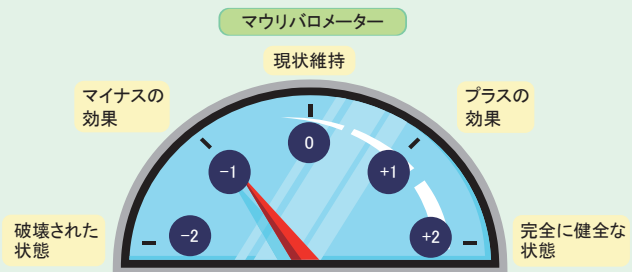 マウリバロメーター
現状維持
マイナスの
効果
プラスの
効果
0
-1
+1
-2
+2
破壊された
状態
完全に健全な
状態